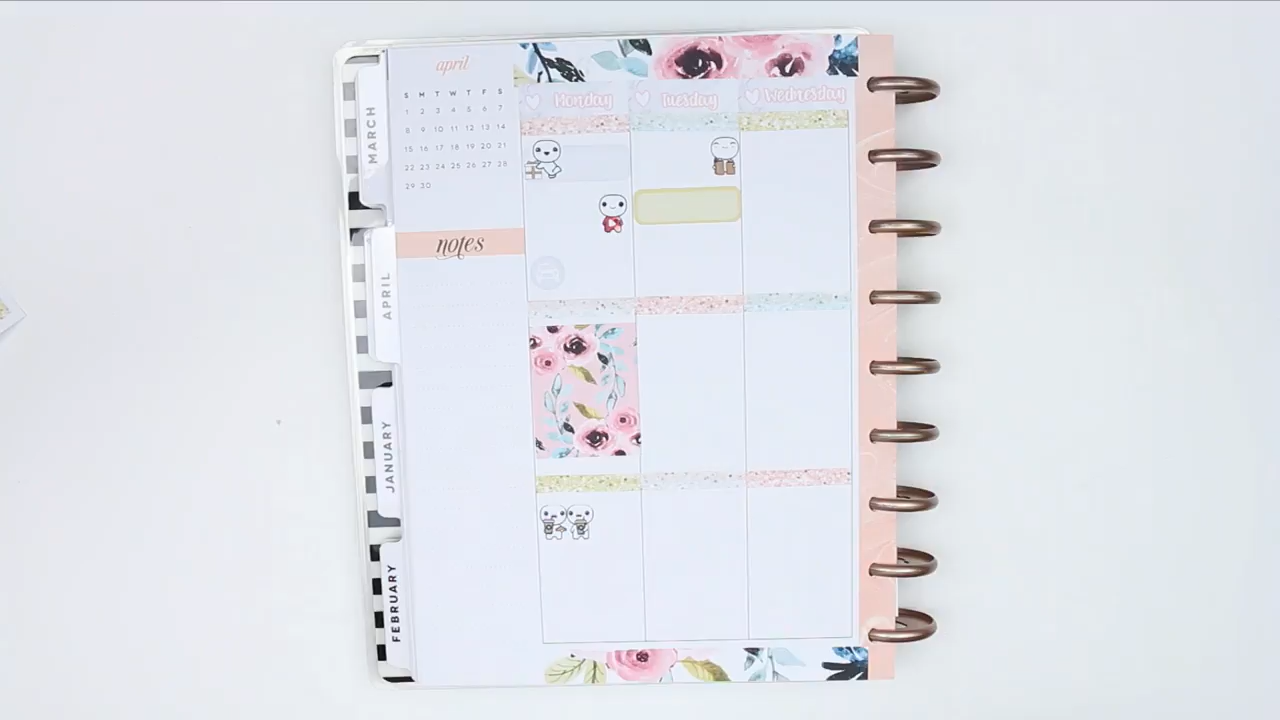 april
S M T W T F S
1 2 3 4 5 6 7
8 9 10 11 12 13 14
15 16 17 18 19 20 21
22 23 24 25 26 27 28
29 30
notes
Monday
Tuesday
Wednesday
MARCH
APRIL
JANUARY
FEBRUARY